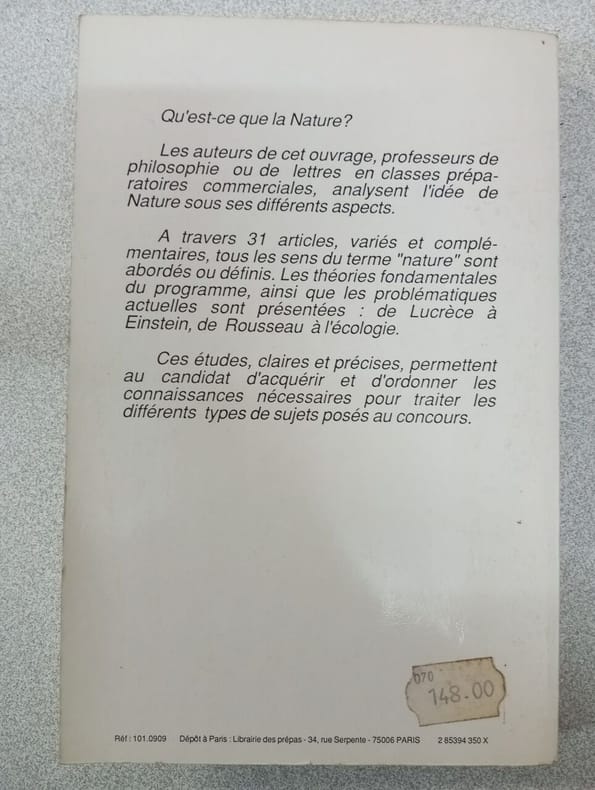 Qu'est-ce que la Nature?
Les auteurs de cet ouvrage, professeurs de
philosophie ou de lettres en classes prépa-
ratoires commerciales, analysent l'idée de
Nature sous ses différents aspects.
A travers 31 articles, variés et complé-
mentaires, tous les sens du terme "nature" sont
abordés ou définis. Les théories fondamentales
du programme, ainsi que les problématiques
actuelles sont présentées : de Lucrèce à
Einstein, de Rousseau à l'écologie.
Ces études, claires et précises, permettent
au candidat d'acquérir et d'ordonner les
connaissances nécessaires pour traiter les
différents types de sujets posés au concours.
070
148.00
Réf : 101.0909 Dépôt à Paris : Librairie des prépas - 34, rue Serpente - 75006 PARIS 2 85394 350 X